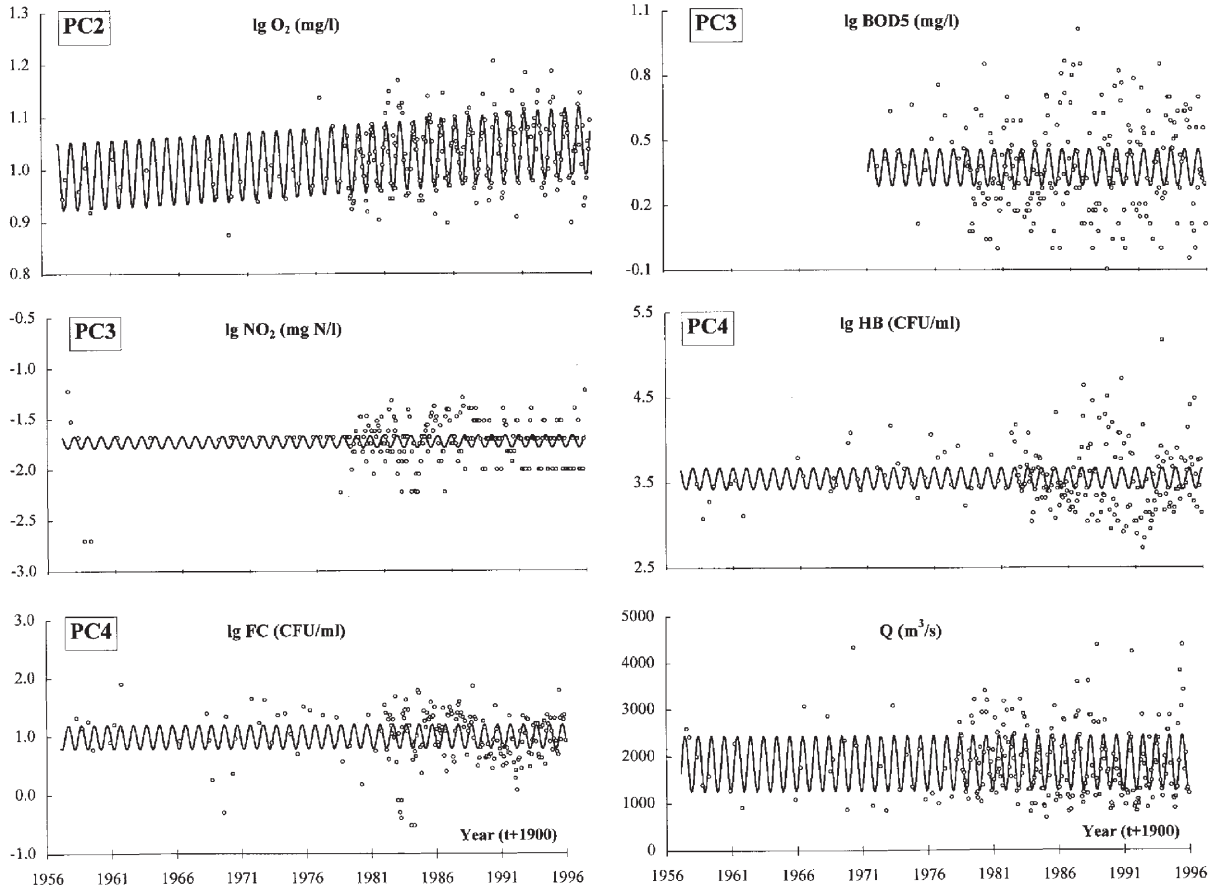 PC2
lg O₂ (mg/l)
1.3
1.2
1.1
1.0
0.9
0.8
PC3
lg BOD5 (mg/l)
1.1
0.8
0.5
0.2
-0.1
PC3
lg NO₂ (mg N/l)
-0.5
-1.0
-1.5
-2.0
-2.5
-3.0
PC4
lg HB (CFU/ml)
5.5
4.5
3.5
2.5
PC4
lg FC (CFU/ml)
3.0
2.0
1.0
0.0
-1.0
Year (t+1900)
1956 1961 1966 1971 1976 1981 1986 1991 1996
Q (m³/s)
5000
4000
3000
2000
1000
0
Year (t+1900)
1956 1961 1966 1971 1976 1981 1986 1991 1996